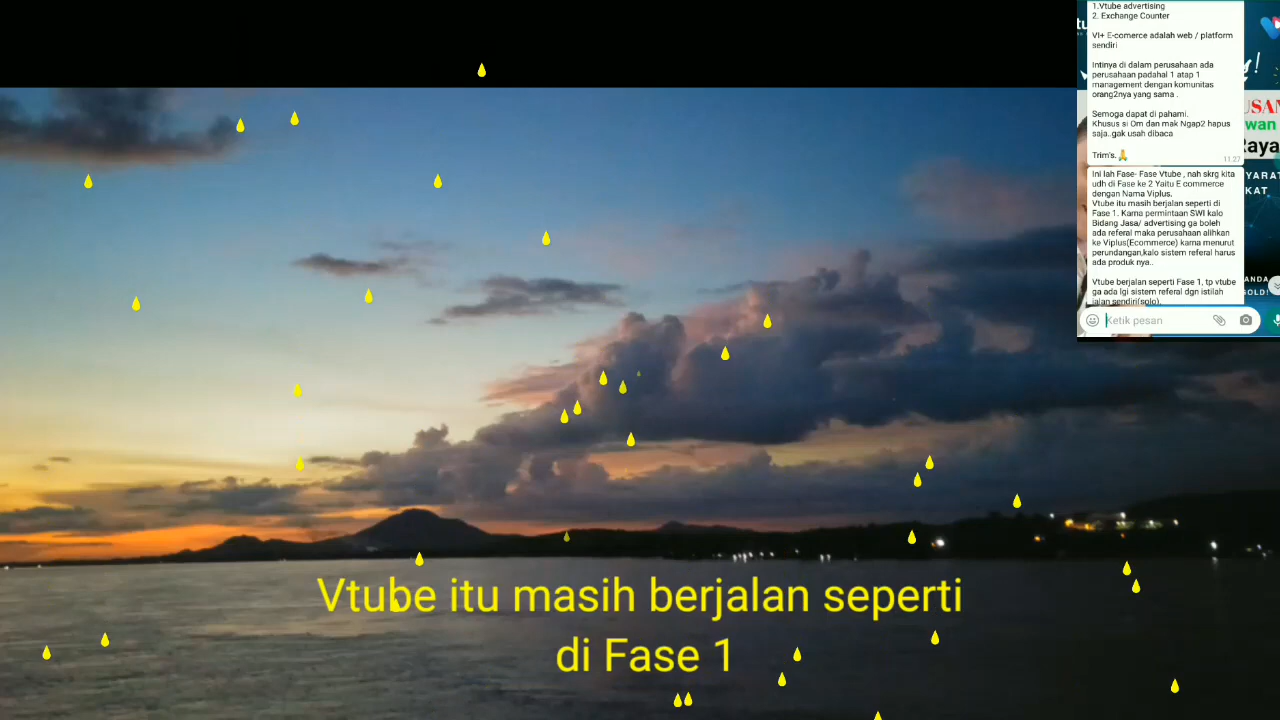 1.Vtube advertising
2. Exchange Counter
VI+ E-comerce adalah web / platform
sendiri
Intinya di dalam perusahaan ada
perusahaan padahal 1 atap 1
management dengan komunitas
orang2nya yang sama .
Semoga dapat di pahami.
Khusus si Om dan mak Ngap2 hapus
saja..gak usah dibaca
Trim's.🙏
11.27
Ini lah Fase- Fase Vtube , nah skrg kita
udh di Fase ke 2 Yaitu E commerce
dengan Nama Viplus.
Vtube itu masih berjalan seperti di
Fase 1. Karna permintaan SWI kalo
Bidang Jasa/ advertising ga boleh
ada referal maka perusahaan alihkan
ke Viplus(Ecommerce) karna menurut
perundangan,kalo sistem referal harus
ada produk nya..
Vtube berjalan seperti Fase 1, tp vtube
ga ada lgi sistem referal dgn istilah
jalan sendiri(solo).
Ketik pesan
Vtube itu masih berjalan seperti
di Fase 1